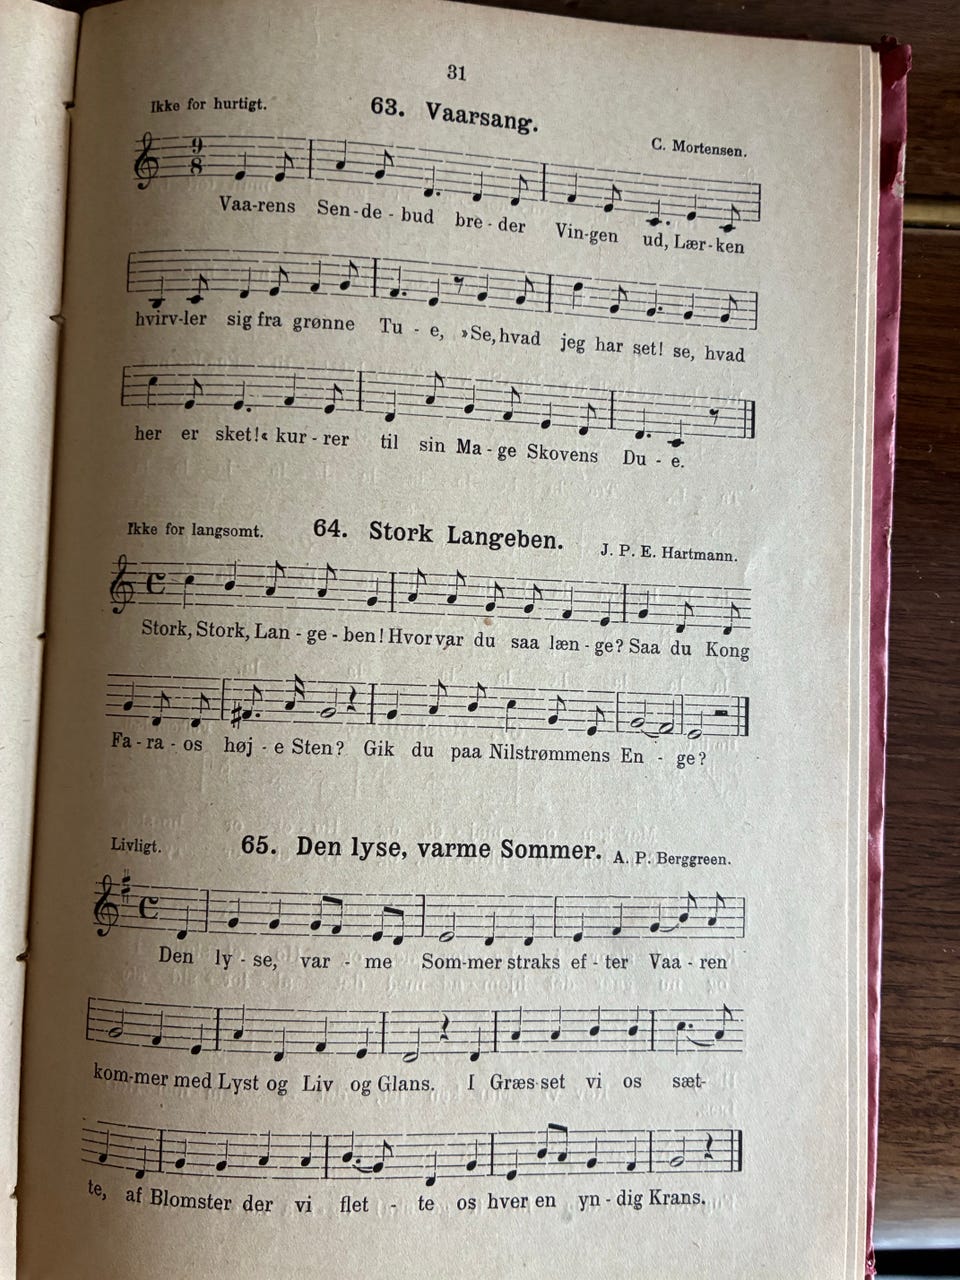 31
Ikke for hurtigt.
63. Vaarsang.
C. Mortensen.
9
8
Vaa-rens Sen-de-bud bre-der Vin-gen ud, Lær-ken
hvirv-ler sig fra grønne Tu-e, »Se, hvad jeg har set! se, hvad
her er sket!« kur-rer til sin Ma-ge Skovens Du-e.
Ikke for langsomt.
64. Stork Langeben.
J. P. E. Hartmann.
Stork, Stork, Lan-ge-ben! Hvor var du saa læn-ge? Saa du Kong
Fa-ra-os høj-e Sten? Gik du paa Nilstrømmens En-ge?
Livligt.
65. Den lyse, varme Sommer.
A. P. Berggreen.
Den ly-se, var-me Som-mer straks ef-ter Vaa-ren
kom-mer med Lyst og Liv og Glans. I Græs-set vi os sæt-
te, af Blomster der vi flet-te os hver en yn-dig Krans.